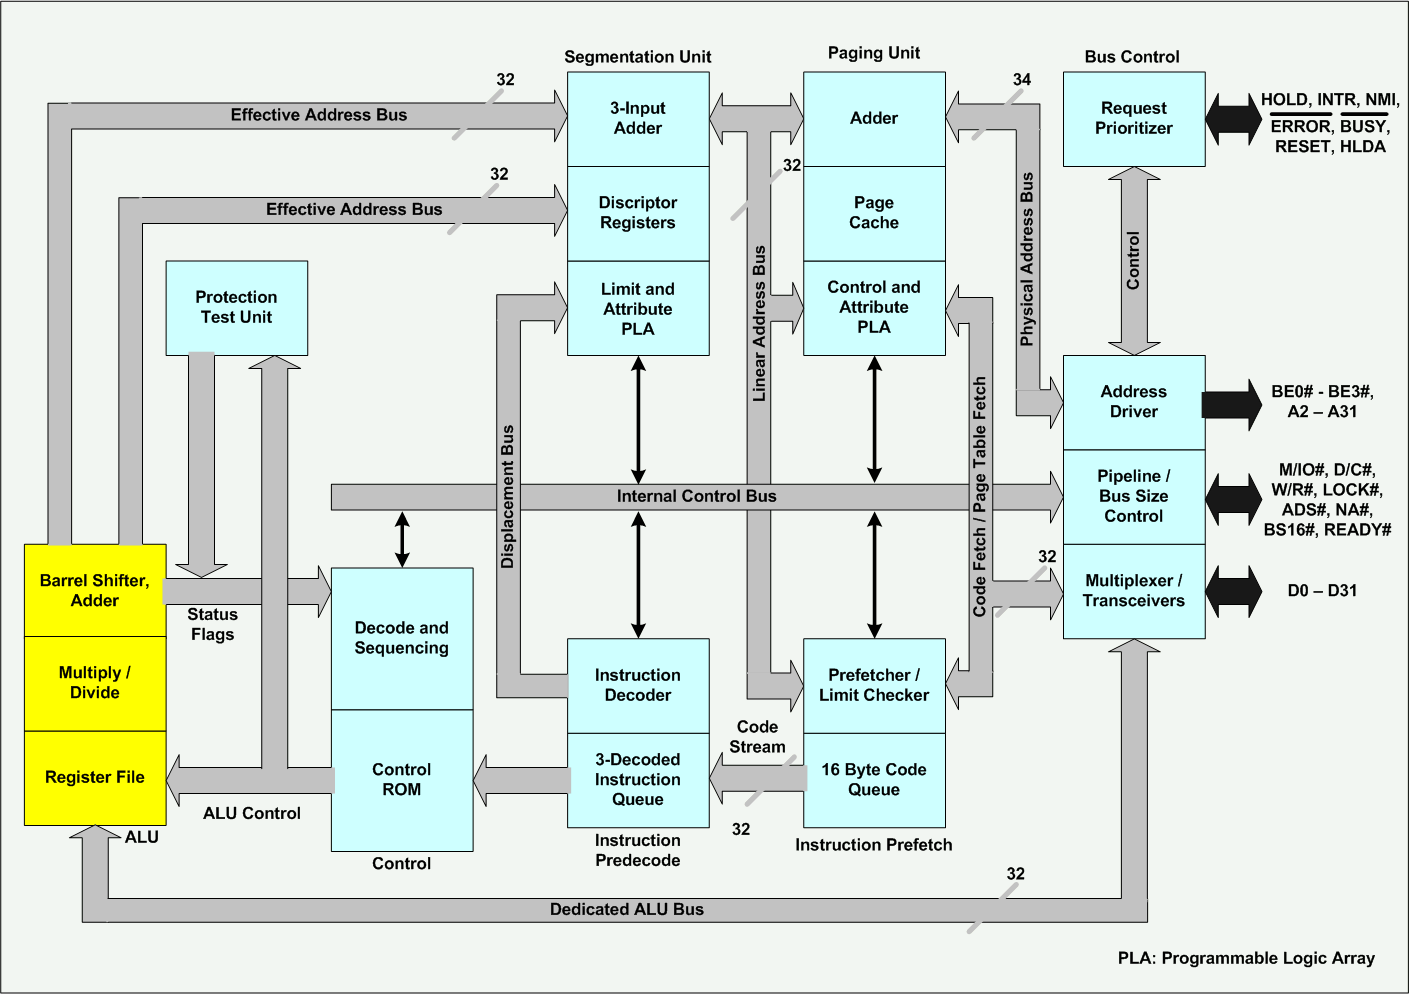 Segmentation Unit
Paging Unit
Bus Control
32
Effective Address Bus
3-Input
Adder
Adder
34
Request
Prioritizer
HOLD, INTR, NMI,
ERROR, BUSY,
RESET, HLDA
32
Effective Address Bus
Discriptor
Registers
32
Page
Cache
Physical Address Bus
Control
Protection
Test Unit
Limit and
Attribute
PLA
Linear Address Bus
Control and
Attribute
PLA
Address
Driver
BE0# - BE3#,
A2 – A31
Displacement Bus
Internal Control Bus
Code Fetch / Page Table Fetch
Pipeline /
Bus Size
Control
M/IO#, D/C#,
W/R#, LOCK#,
ADS#, NA#,
BS16#, READY#
Barrel Shifter,
Adder
Status
Flags
32
Multiplexer /
Transceivers
D0 – D31
Decode and
Sequencing
Multiply /
Divide
Instruction
Decoder
Prefetcher /
Limit Checker
Code
Stream
Register File
Control
ROM
3-Decoded
Instruction
Queue
16 Byte Code
Queue
32
ALU Control
ALU
Control
Instruction
Predecode
Instruction Prefetch
32
Dedicated ALU Bus
PLA: Programmable Logic Array